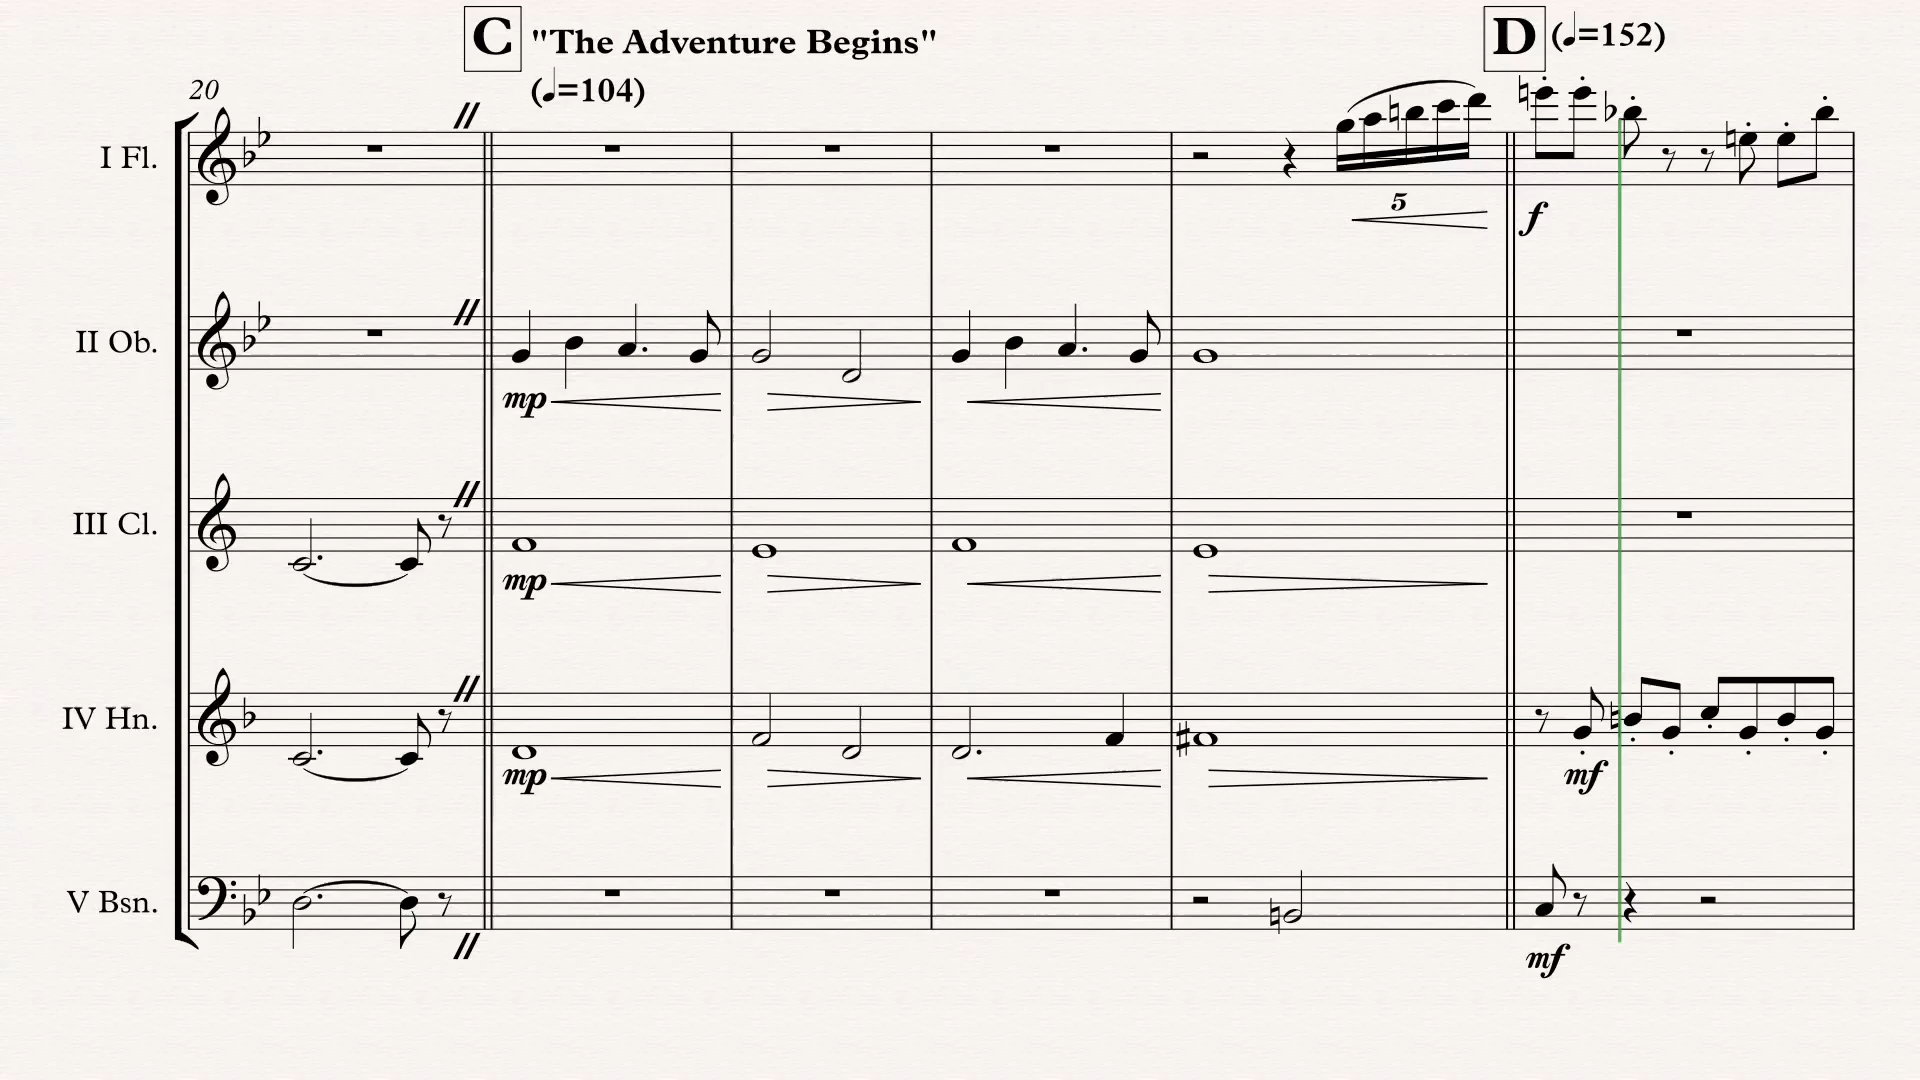 C "The Adventure Begins"
(♩=104)
D (♩=152)
20
I Fl.
5
f
II Ob.
mp
III Cl.
mp
IV Hn.
mp
mf
V Bsn.
mf